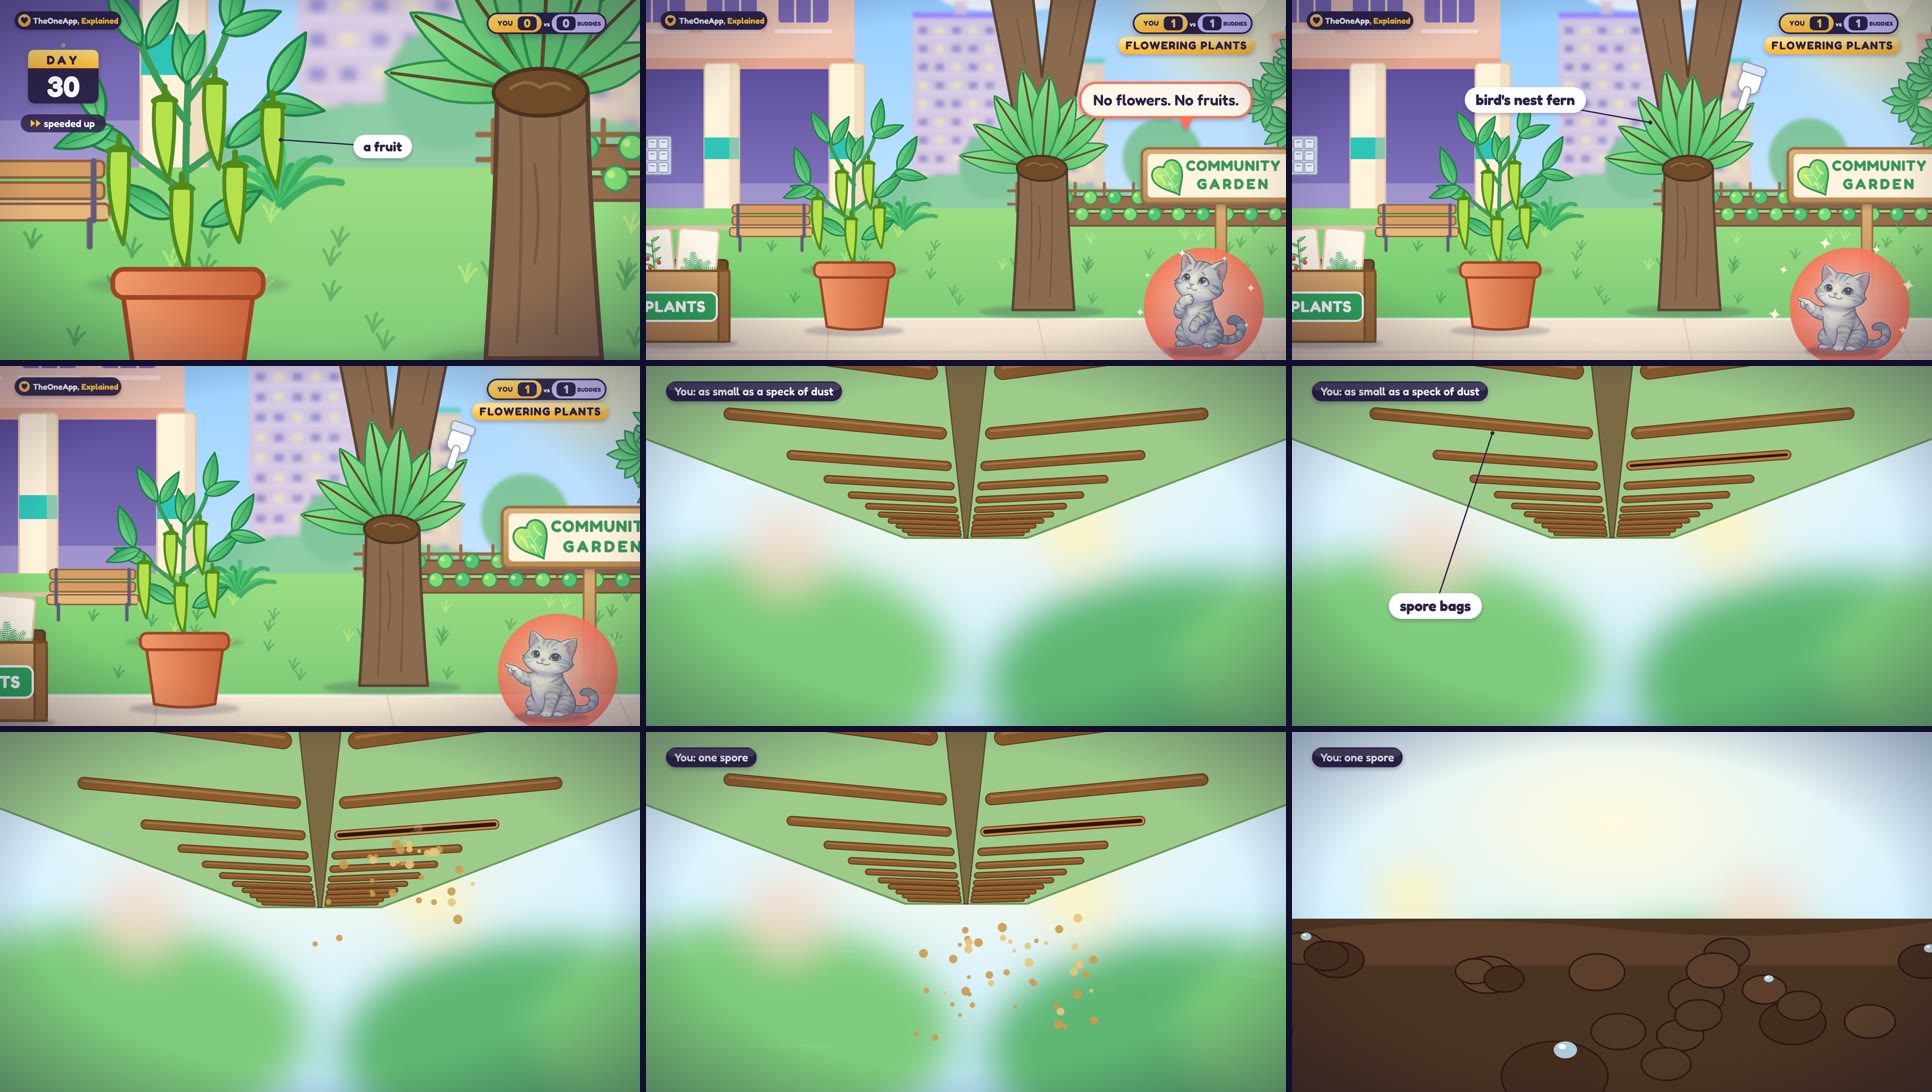 TheOneApp, Explained
YOU 0 vs 0 BUDDIES
DAY
30
speeded up
a fruit
TheOneApp, Explained
YOU 1 vs 1 BUDDIES
FLOWERING PLANTS
No flowers. No fruits.
COMMUNITY
GARDEN
PLANTS
TheOneApp, Explained
YOU 1 vs 1 BUDDIES
FLOWERING PLANTS
bird's nest fern
COMMUNITY
GARDEN
PLANTS
TheOneApp, Explained
YOU 1 vs 1 BUDDIES
FLOWERING PLANTS
COMMUNIT
GARDEN
TS
You: as small as a speck of dust
You: as small as a speck of dust
spore bags
You: one spore
You: one spore